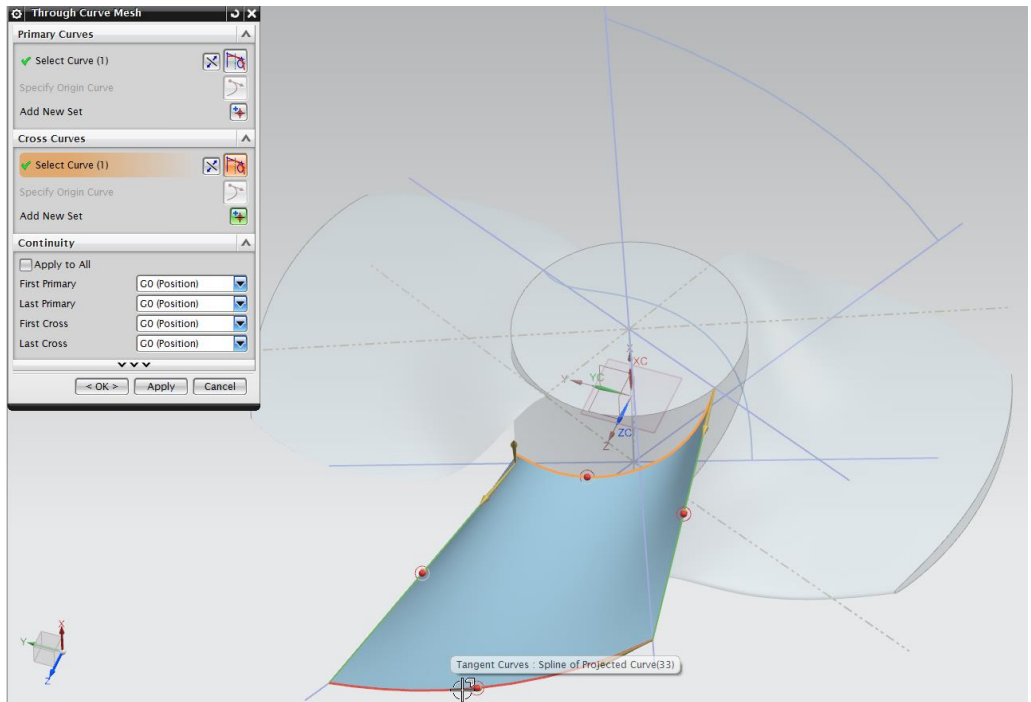 Through Curve Mesh
Primary Curves
Select Curve (1)
Specify Origin Curve
Add New Set
Cross Curves
Select Curve (1)
Specify Origin Curve
Add New Set
Continuity
Apply to All
First Primary G0 (Position)
Last Primary G0 (Position)
First Cross G0 (Position)
Last Cross G0 (Position)
< OK > Apply Cancel
X
XC
Y YC
ZC
Z
Tangent Curves : Spline of Projected Curve(33)
X
Y
Z